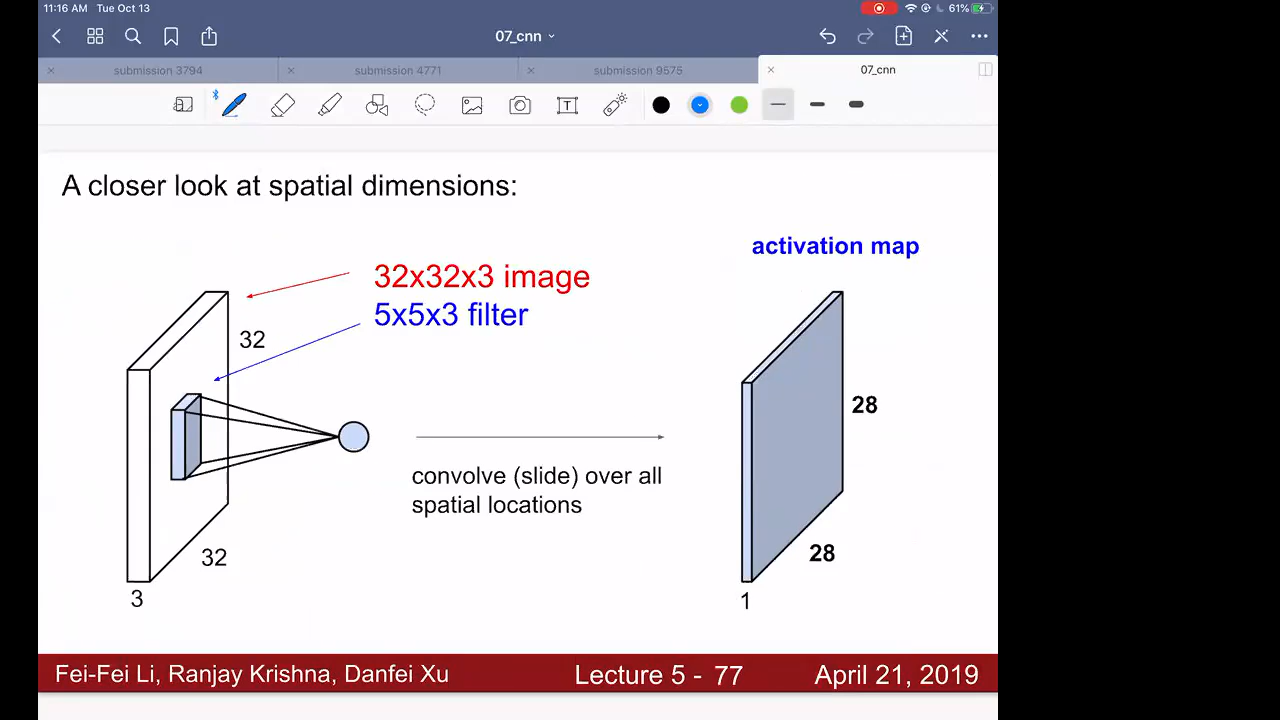 11:16 AM Tue Oct 13
61%
07_cnn
submission 3794
submission 4771
submission 9575
07_cnn
T
A closer look at spatial dimensions:
activation map
32x32x3 image
5x5x3 filter
32
28
convolve (slide) over all
spatial locations
32
28
3
1
Fei-Fei Li, Ranjay Krishna, Danfei Xu
Lecture 5 - 77
April 21, 2019